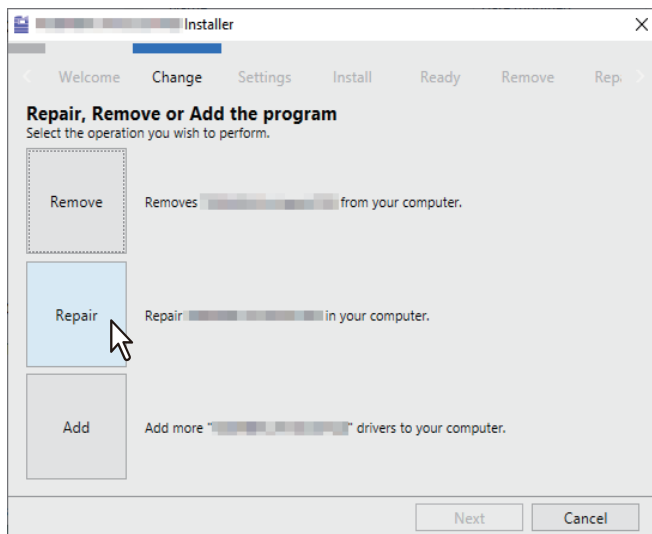 Installer
Welcome Change Settings Install Ready Remove Repa
Repair, Remove or Add the program
Select the operation you wish to perform.
Remove
Removes from your computer.
Repair
Repair in your computer.
Add
Add more " " drivers to your computer.
Next Cancel